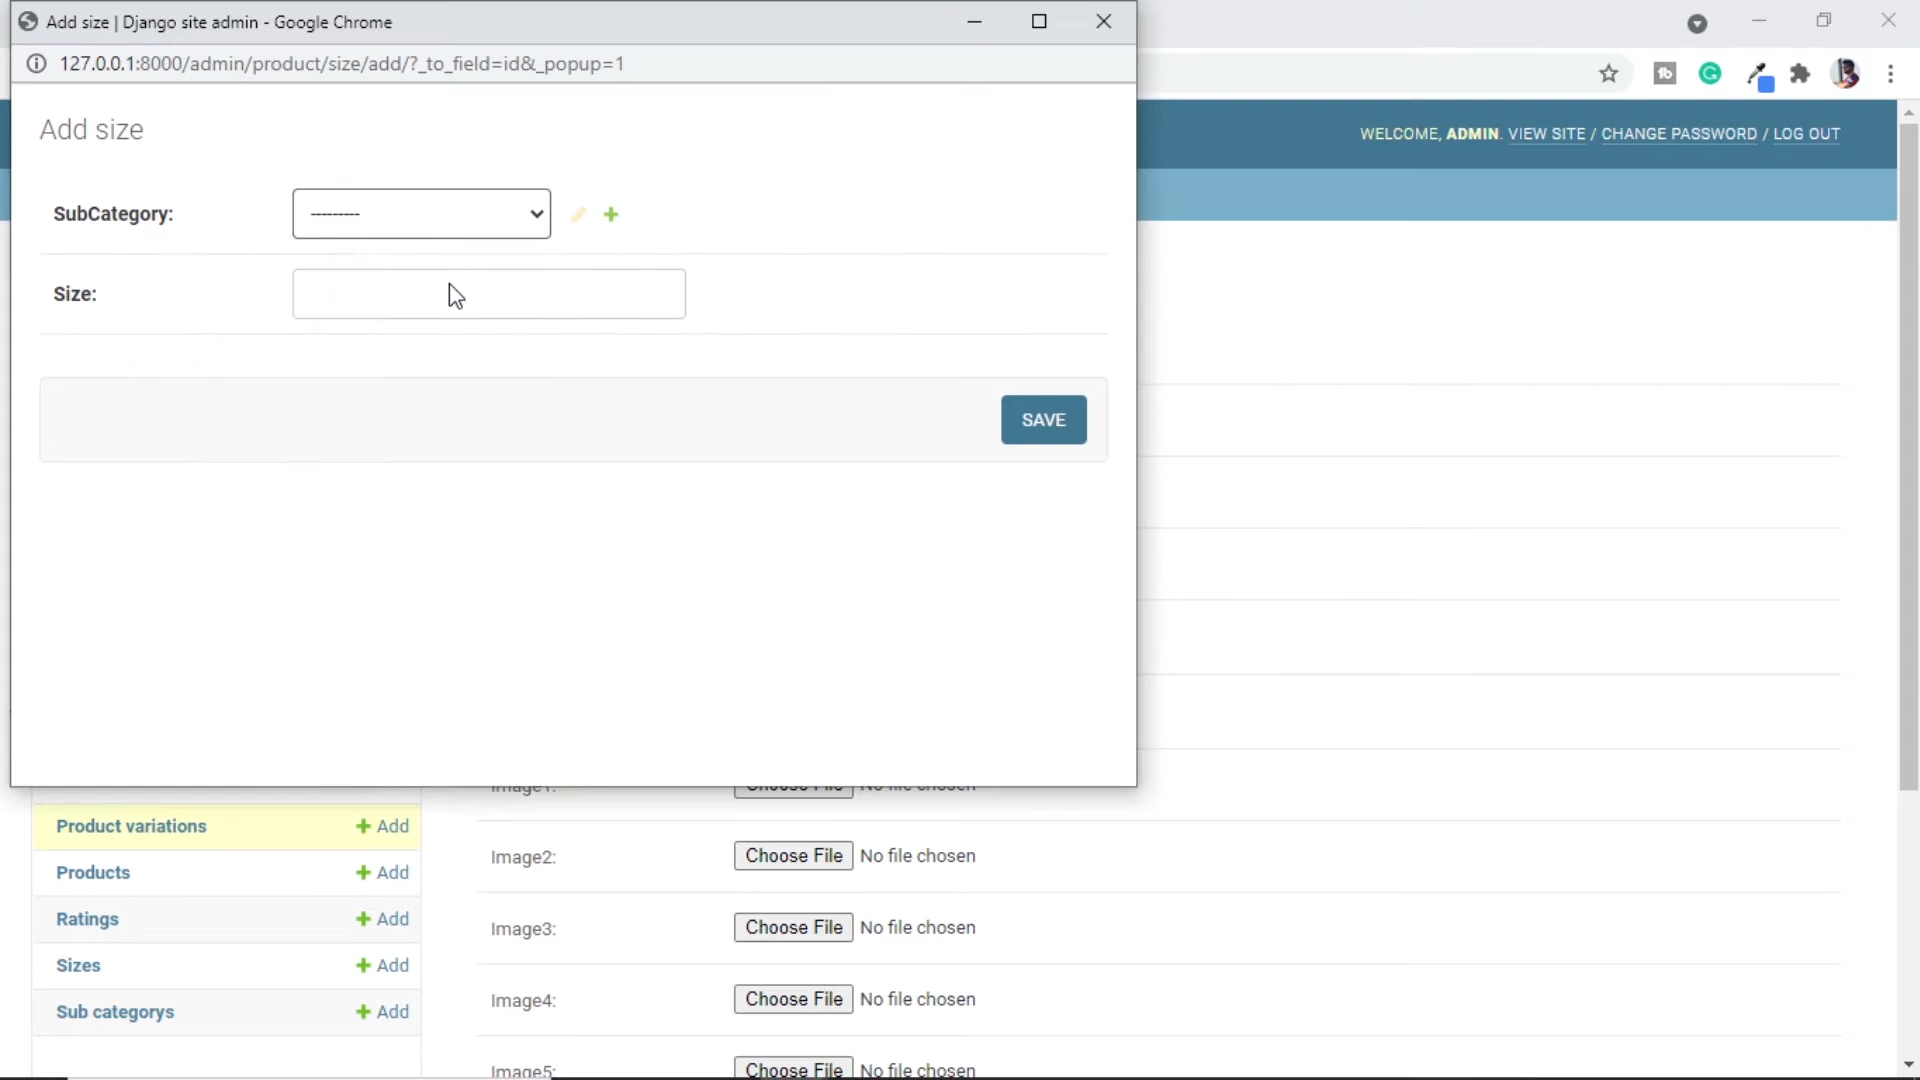 Add size | Django site admin - Google Chrome
127.0.0.1:8000/admin/product/size/add/?_to_field=id&_popup=1
WELCOME, ADMIN. VIEW SITE / CHANGE PASSWORD / LOG OUT
Add size
SubCategory: ---------
Size:
SAVE
Image1: Choose File No file chosen
Product variations + Add
Image2: Choose File No file chosen
Products + Add
Ratings + Add
Image3: Choose File No file chosen
Sizes + Add
Image4: Choose File No file chosen
Sub categorys + Add
Image5: Choose File No file chosen